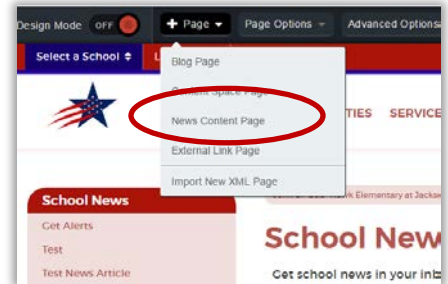 Design Mode OFF + Page Page Options Advanced Options
Select a School L
Blog Page
Content Space Page
News Content Page
TIES SERVICE
External Link Page
Import New XML Page
School News
Elementary at Jackso
Get Alerts
School New
Test
Test News Article
Get school news in your inb